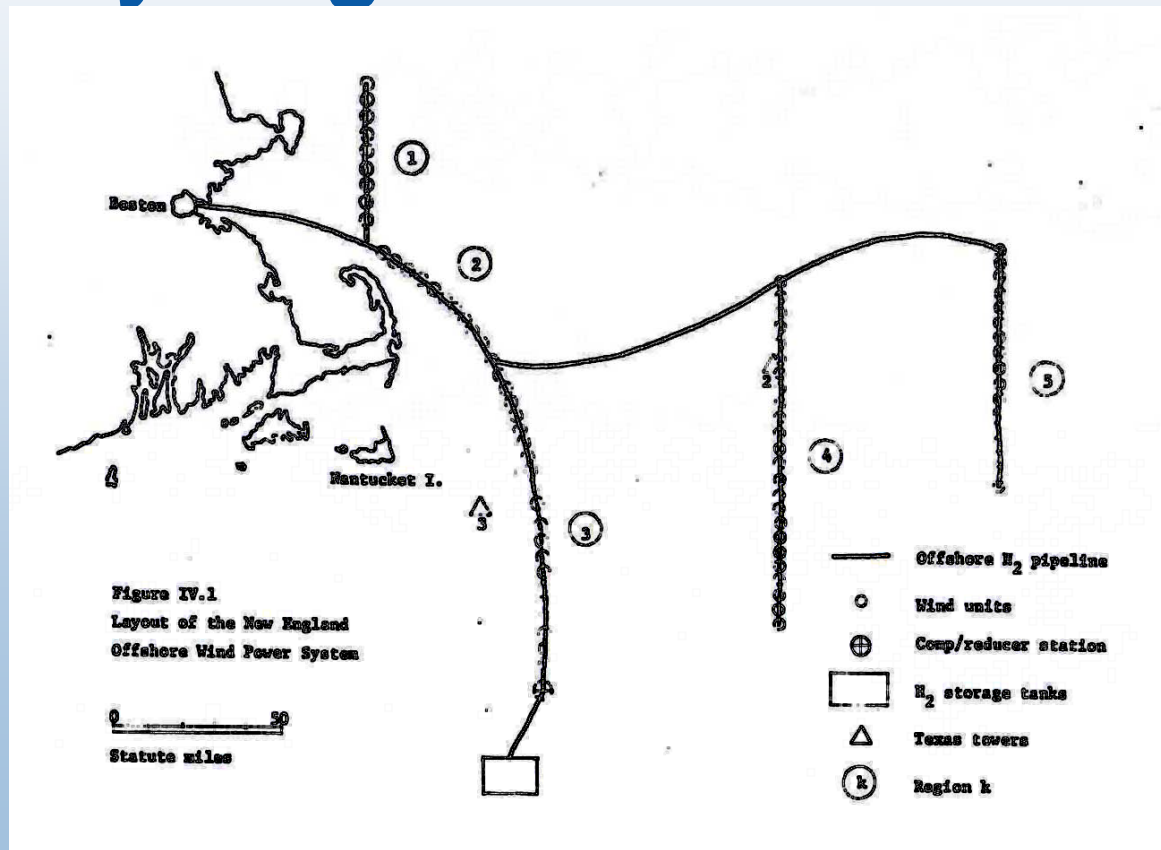 Boston
1
2
5
2
4
Nantucket I.
3
3
Figure IV.1
Layout of the New England
Offshore Wind Power System
0 50
Statute miles
Offshore H₂ pipeline
Wind units
Comp/reducer station
H₂ storage tanks
Texas towers
k Region k